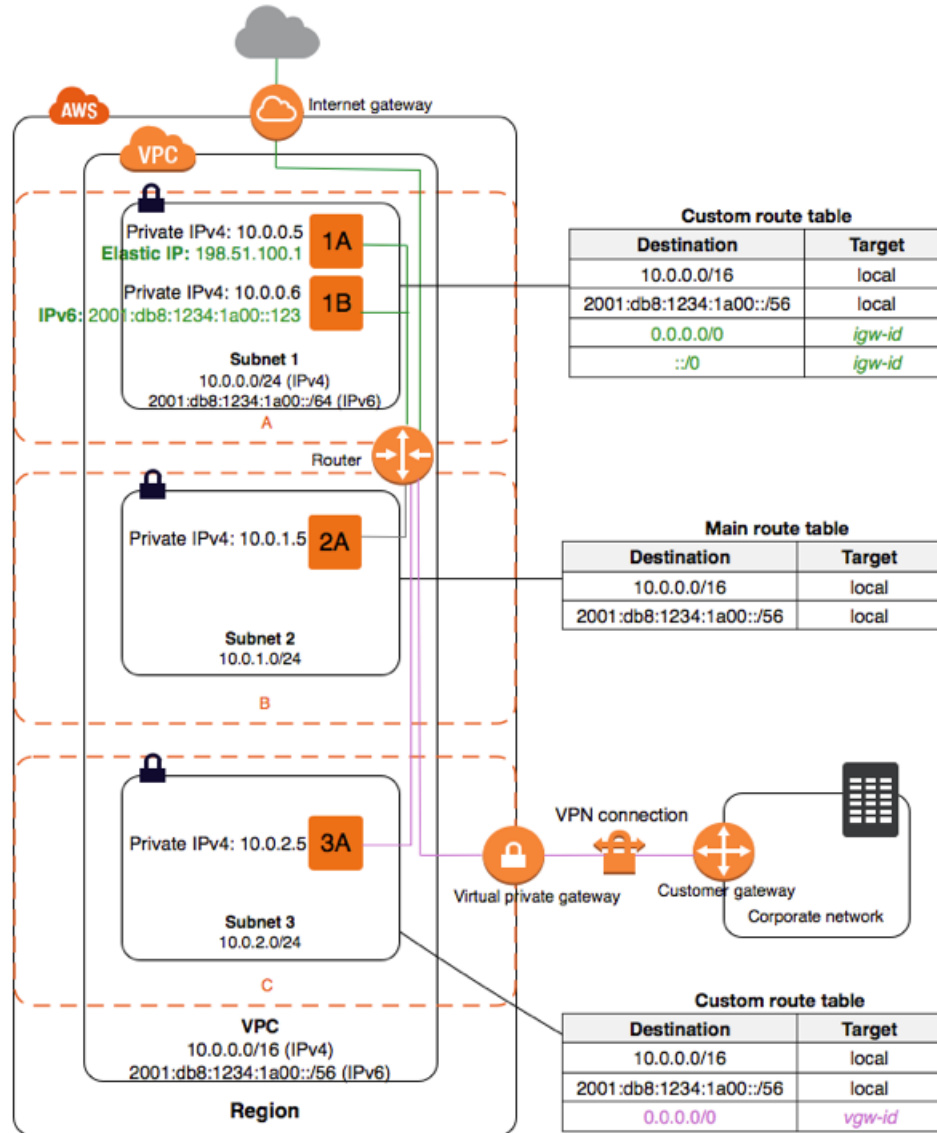 Internet gateway
AWS
VPC
Private IPv4: 10.0.0.5
Elastic IP: 198.51.100.1
1A
Private IPv4: 10.0.0.6
IPv6: 2001:db8:1234:1a00::123
1B
Subnet 1
10.0.0.0/24 (IPv4)
2001:db8:1234:1a00::/64 (IPv6)
A
Custom route table
Destination Target
10.0.0.0/16 local
2001:db8:1234:1a00::/56 local
0.0.0.0/0 igw-id
::/0 igw-id
Router
Private IPv4: 10.0.1.5
2A
Subnet 2
10.0.1.0/24
B
Main route table
Destination Target
10.0.0.0/16 local
2001:db8:1234:1a00::/56 local
Private IPv4: 10.0.2.5
3A
Subnet 3
10.0.2.0/24
C
Virtual private gateway
VPN connection
Customer gateway
Corporate network
VPC
10.0.0.0/16 (IPv4)
2001:db8:1234:1a00::/56 (IPv6)
Region
Custom route table
Destination Target
10.0.0.0/16 local
2001:db8:1234:1a00::/56 local
0.0.0.0/0 vgw-id